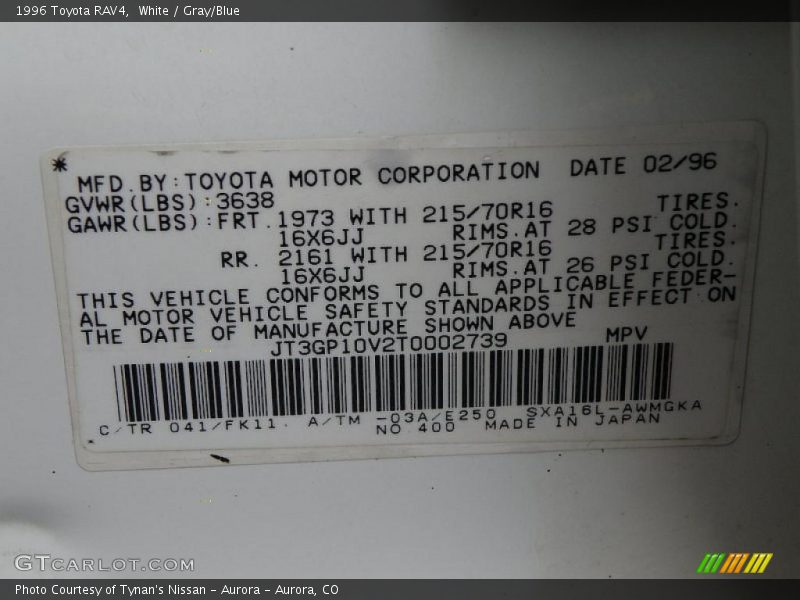 1996 Toyota RAV4, White / Gray/Blue
* MFD.BY:TOYOTA MOTOR CORPORATION DATE 02/96
GVWR(LBS):3638
GAWR(LBS):FRT.1973 WITH 215/70R16 TIRES.
16X6JJ RIMS.AT 28 PSI COLD.
RR. 2161 WITH 215/70R16 TIRES.
16X6JJ RIMS.AT 26 PSI COLD.
THIS VEHICLE CONFORMS TO ALL APPLICABLE FEDER-
AL MOTOR VEHICLE SAFETY STANDARDS IN EFFECT ON
THE DATE OF MANUFACTURE SHOWN ABOVE
JT3GP10V2T0002739 MPV
C/TR 041/FK11. A/TM -03A/E250 SXA16L-AWMGKA
NO.400 MADE IN JAPAN
GTCARLOT.COM
Photo Courtesy of Tynan's Nissan - Aurora - Aurora, CO